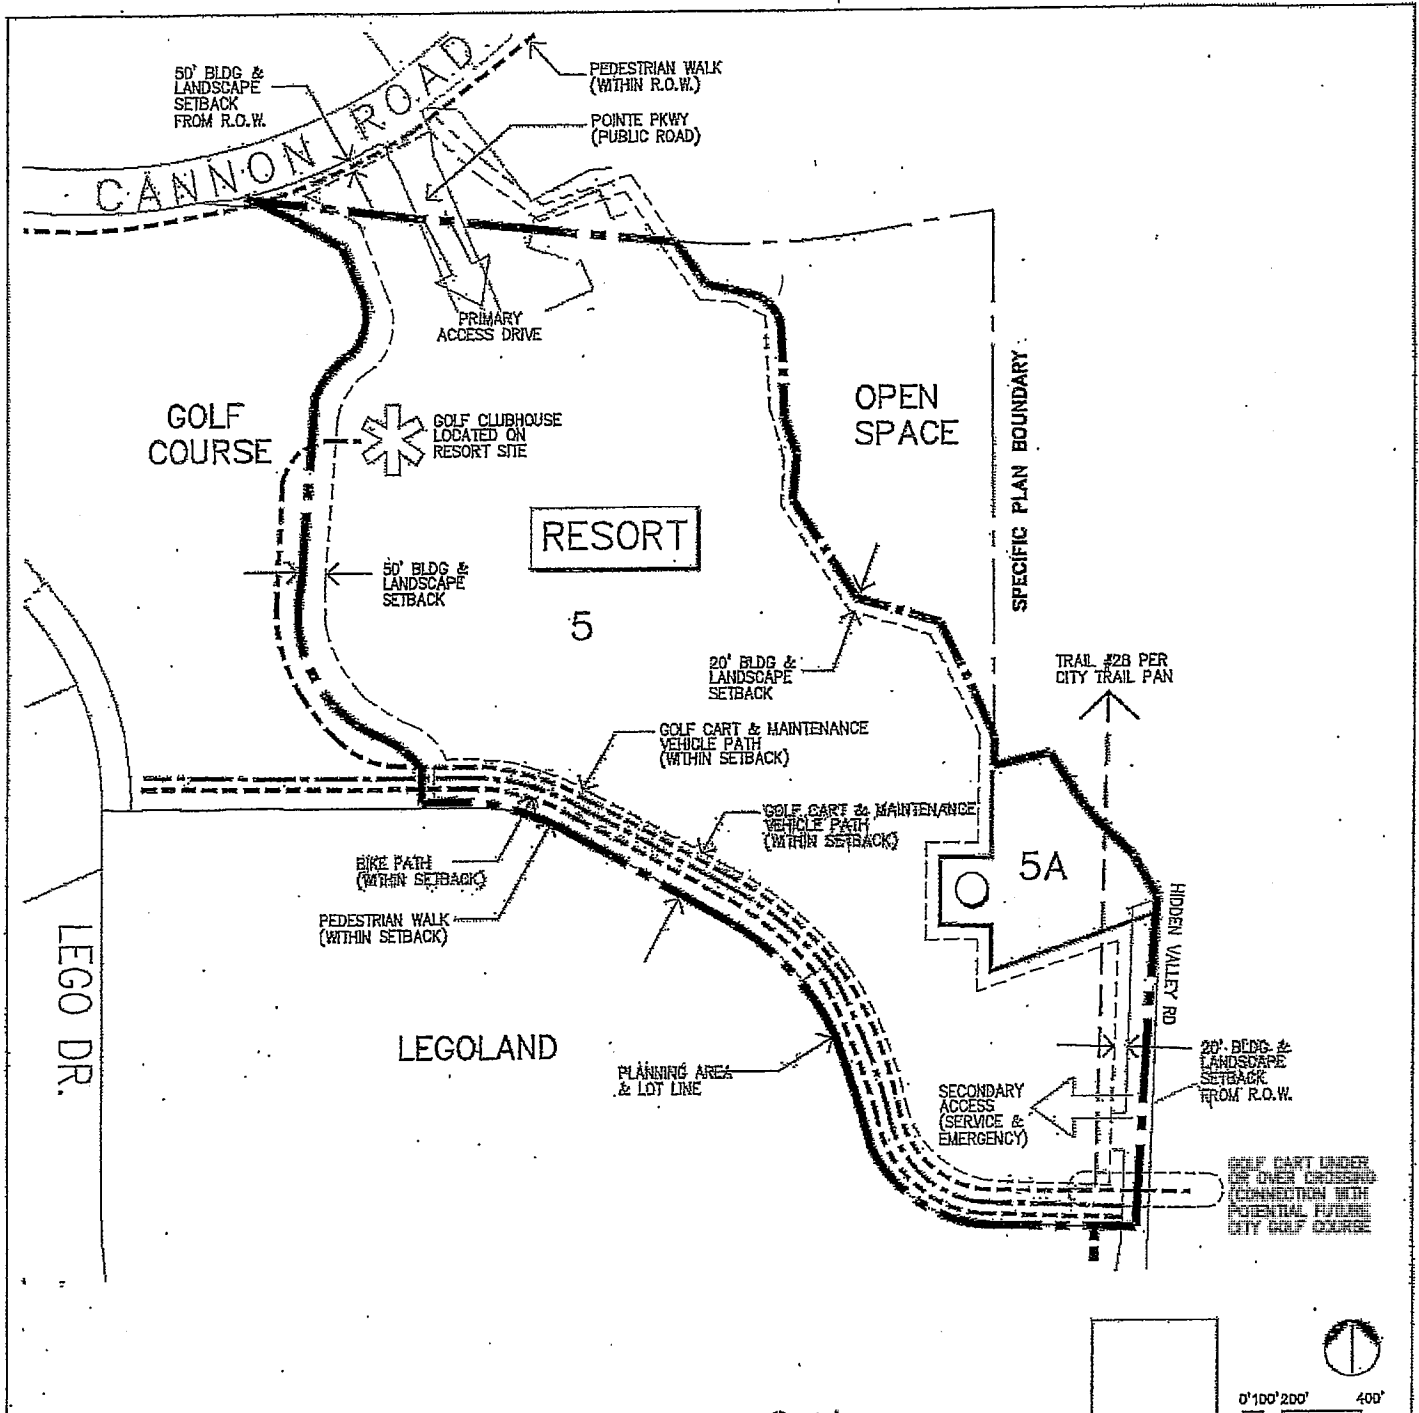 50' BLDG &
LANDSCAPE
SETBACK
FROM R.O.W.
CANNON ROAD
PEDESTRIAN WALK
(WITHIN R.O.W.)
POINTE PKWY
(PUBLIC ROAD)
PRIMARY
ACCESS DRIVE
GOLF
COURSE
GOLF CLUBHOUSE
LOCATED ON
RESORT SITE
OPEN
SPACE
SPECIFIC PLAN BOUNDARY
RESORT
5
50' BLDG &
LANDSCAPE
SETBACK
20' BLDG &
LANDSCAPE
SETBACK
TRAIL #2B PER
CITY TRAIL PAN
GOLF CART & MAINTENANCE
VEHICLE PATH
(WITHIN SETBACK)
GOLF CART & MAINTENANCE
VEHICLE PATH
(WITHIN SETBACK)
5A
BIKE PATH
(WITHIN SETBACK)
PEDESTRIAN WALK
(WITHIN SETBACK)
HIDDEN VALLEY RD
LEGO DR.
LEGOLAND
PLANNING AREA
& LOT LINE
SECONDARY
ACCESS
(SERVICE &
EMERGENCY)
20' BLDG &
LANDSCAPE
SETBACK
FROM R.O.W.
GOLF CART UNDER
OR OVER CROSSING
(CONNECTION WITH
POTENTIAL FUTURE
CITY GOLF COURSE
0' 100' 200' 400'